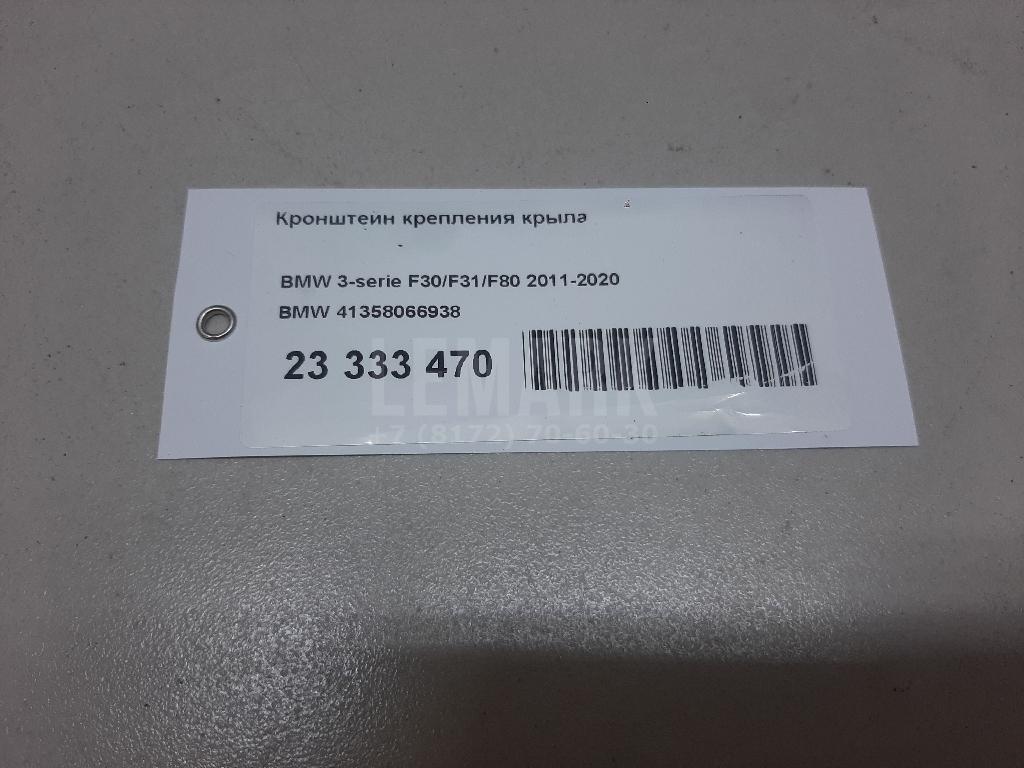 Кронштейн крепления крыла
BMW 3-serie F30/F31/F80 2011-2020
BMW 41358066938
23 333 470
LEMARK
+7 (8172) 70-60-30